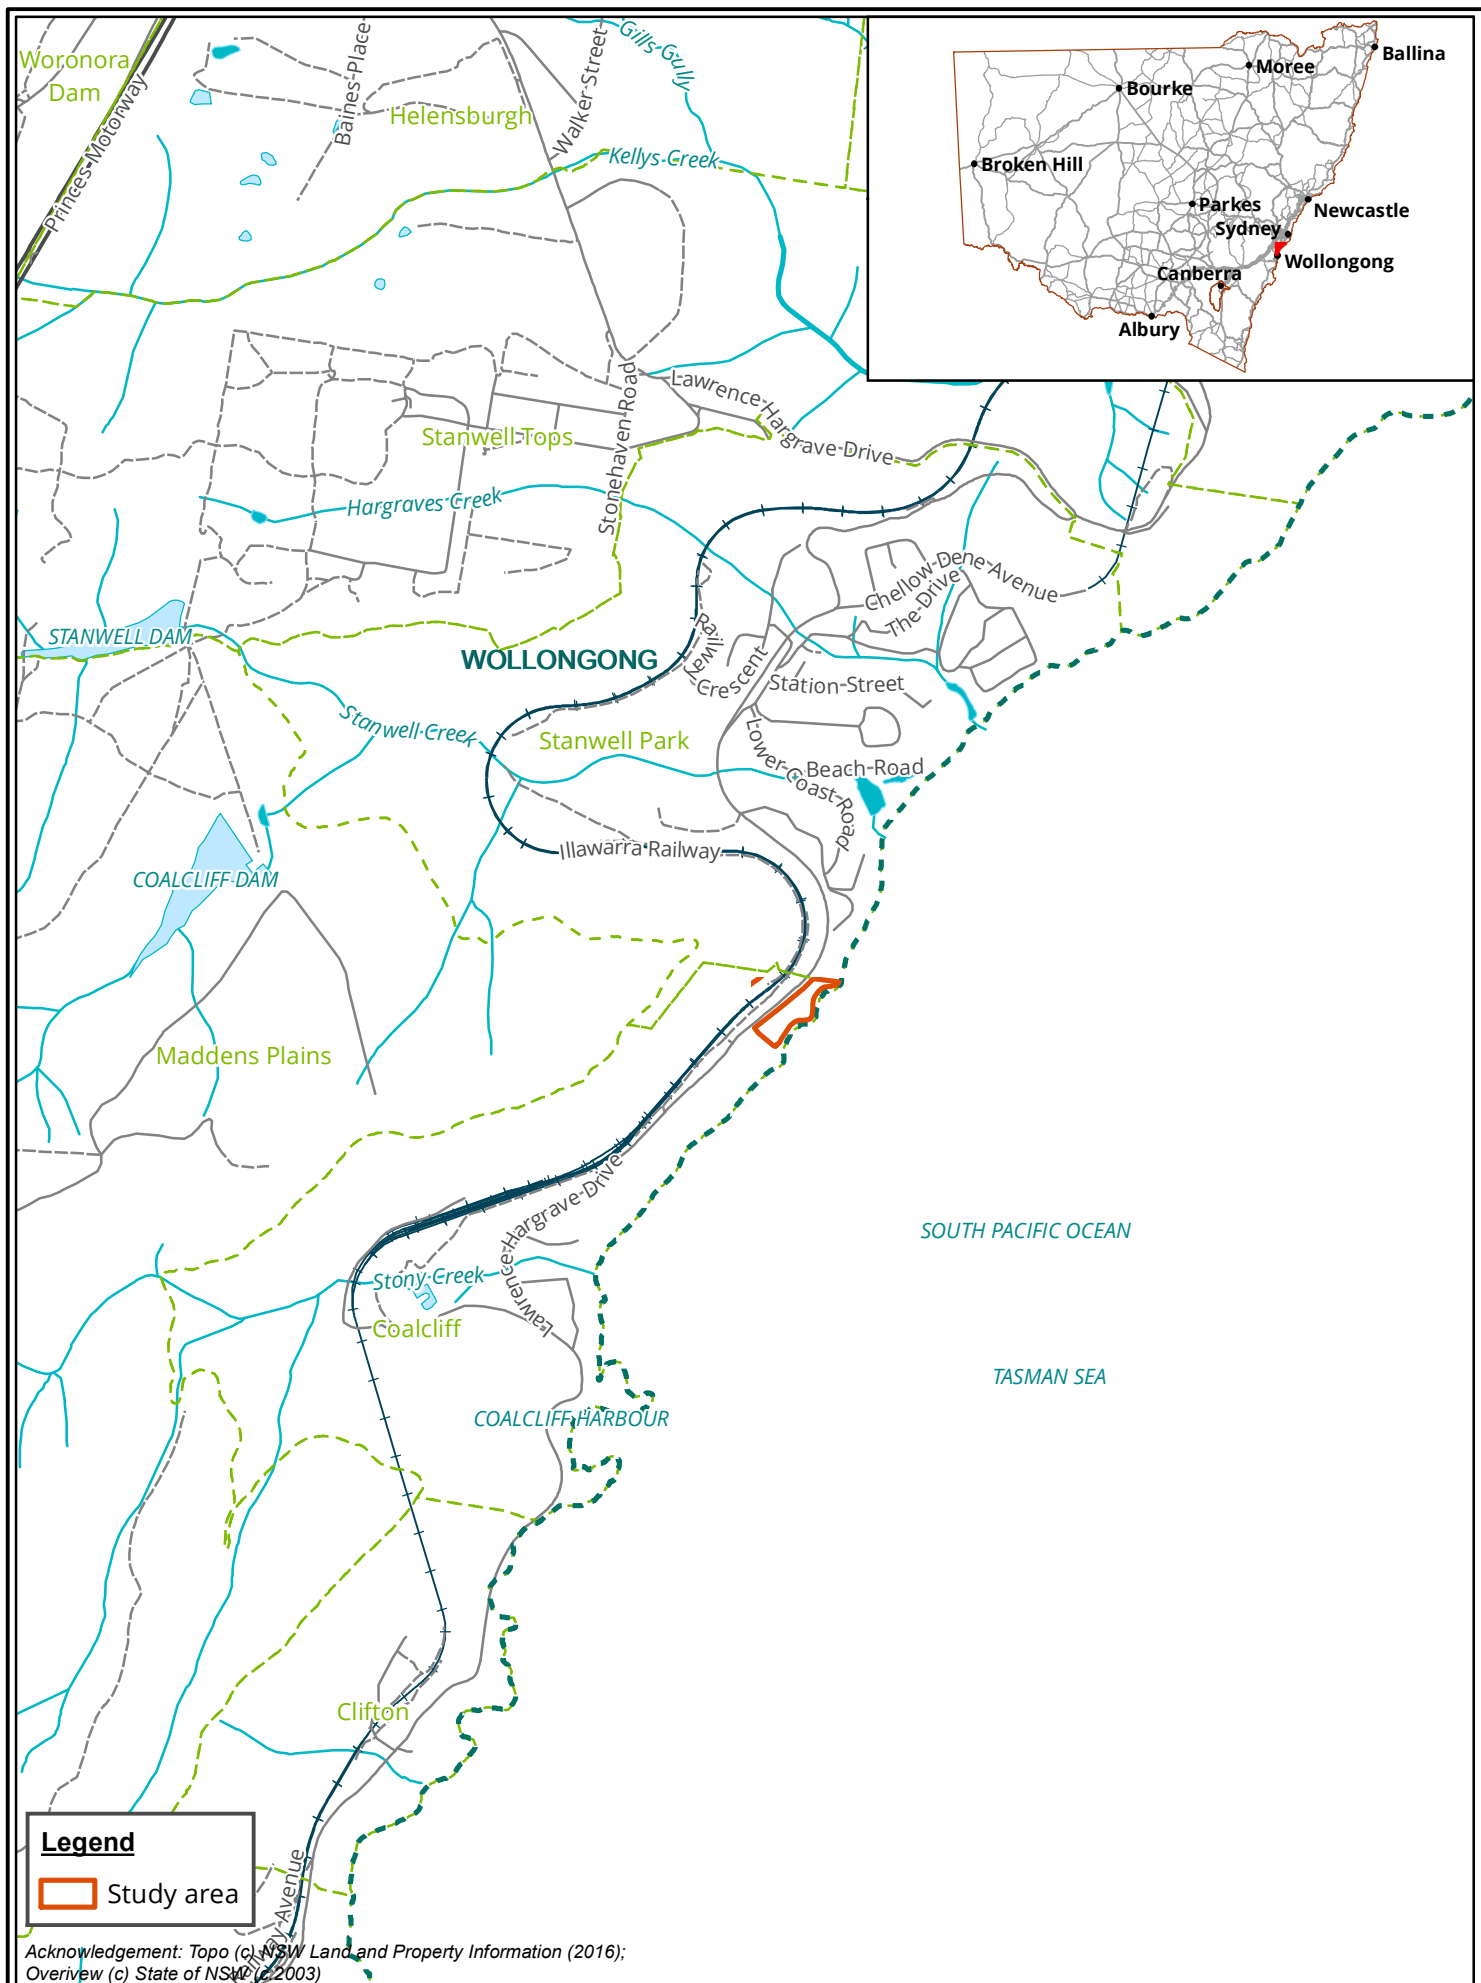 Woronora
Dam
Princes Motorway
Baines Place
Helensburgh
Walker Street
Gills Gully
Kellys Creek
Ballina
Moree
Bourke
Broken Hill
Parkes
Newcastle
Sydney
Wollongong
Canberra
Albury
Lawrence Hargrave Drive
Stonehaven Road
Stanwell Tops
Hargraves Creek
Chellow Dene Avenue
The Drive
STANWELL DAM
WOLLONGONG
Railway
Crescent
Station Street
Stanwell Creek
Stanwell Park
Lower Coast Road
Beach Road
Illawarra Railway
COALCLIFF DAM
Maddens Plains
Lawrence Hargrave Drive
SOUTH PACIFIC OCEAN
Stony Creek
Coalcliff
TASMAN SEA
COALCLIFF HARBOUR
Clifton
Legend
Study area
Railway Avenue
Acknowledgement: Topo (c) NSW Land and Property Information (2016);
Overivew (c) State of NSW (c.2003)